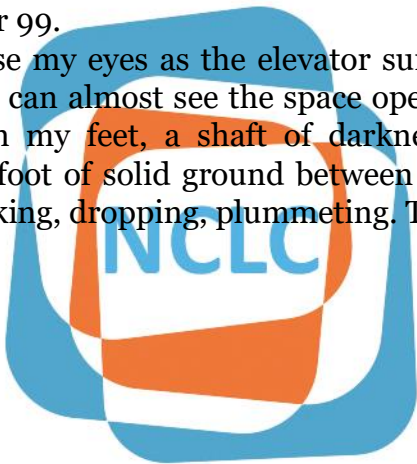 r 99.
se my eyes as the elevator sur
can almost see the space ope
h my feet, a shaft of darkne
foot of solid ground between
king, dropping, plummeting. T
NCLC